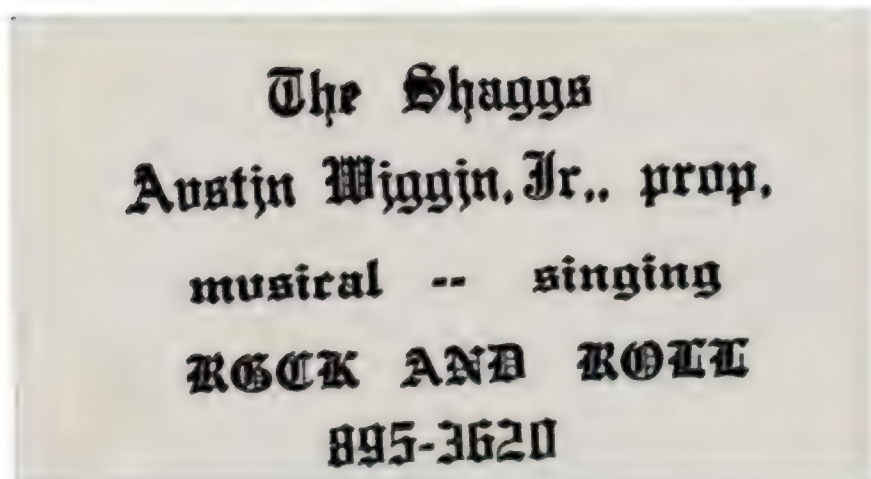 The Shaggs
Austin Wiggin, Jr., prop.
musical -- singing
ROCK AND ROLL
895-3620